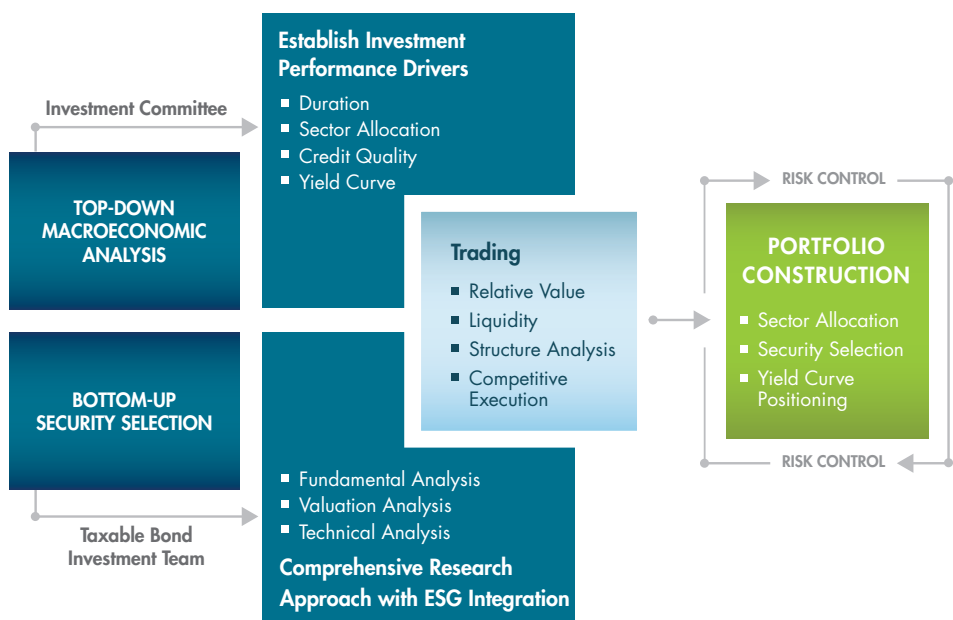 Establish Investment
Performance Drivers
Duration
Sector Allocation
Credit Quality
Yield Curve
Investment Committee
TOP-DOWN
MACROECONOMIC
ANALYSIS
BOTTOM-UP
SECURITY SELECTION
Taxable Bond
Investment Team
Fundamental Analysis
Valuation Analysis
Technical Analysis
Comprehensive Research
Approach with ESG Integration
Trading
Relative Value
Liquidity
Structure Analysis
Competitive
Execution
RISK CONTROL
PORTFOLIO
CONSTRUCTION
Sector Allocation
Security Selection
Yield Curve
Positioning
RISK CONTROL